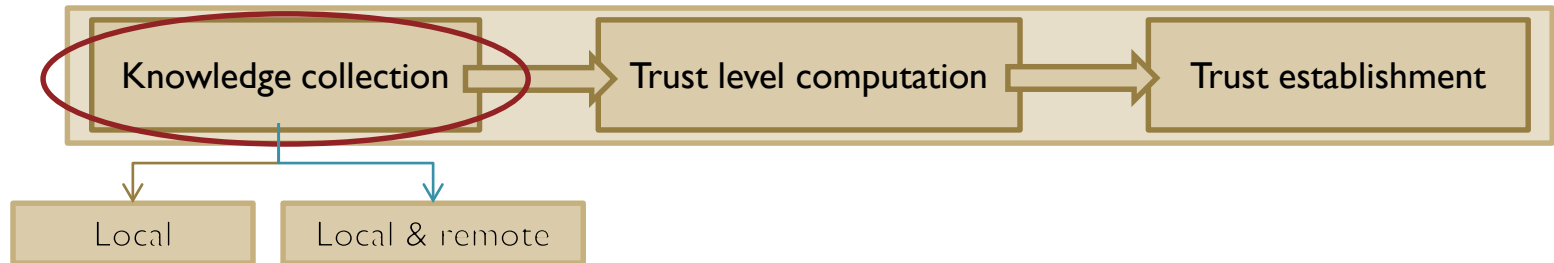 Knowledge collection
Trust level computation
Trust establishment
Local
Local & remote